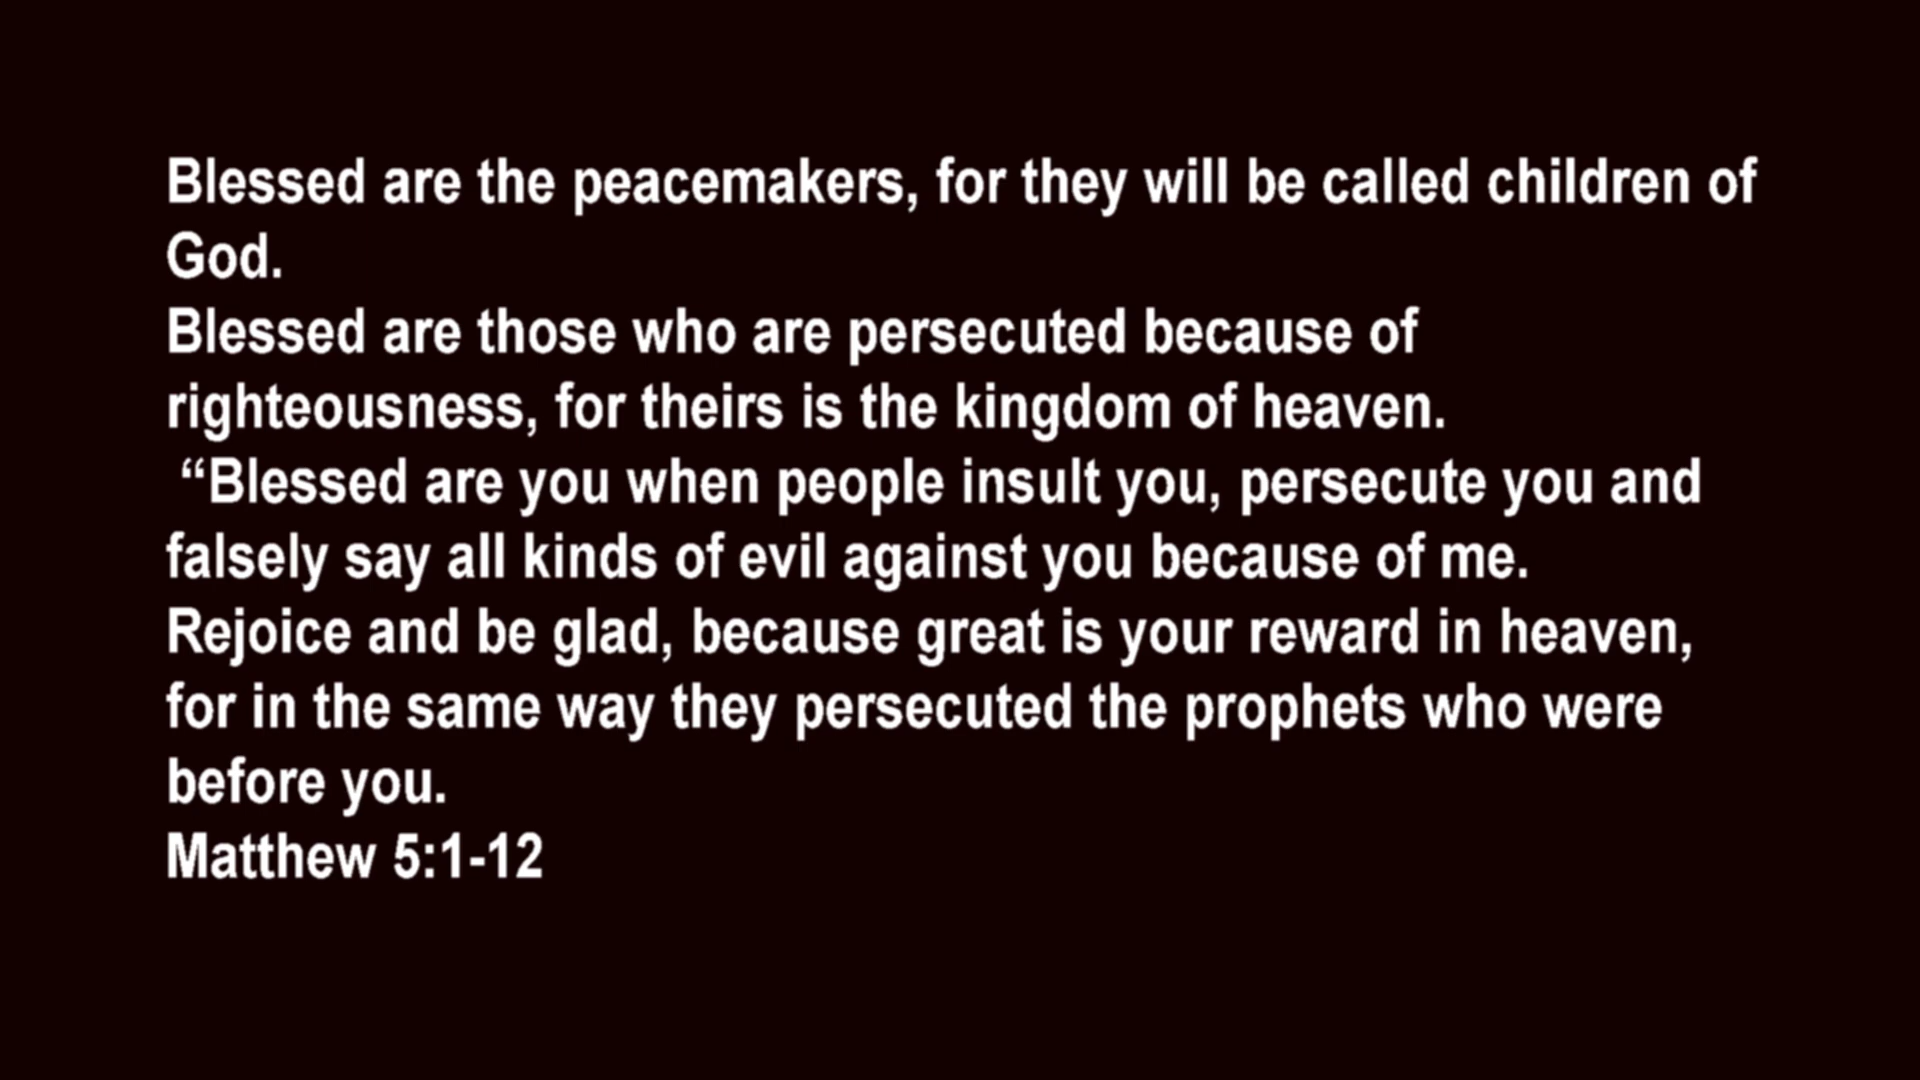 Blessed are the peacemakers, for they will be called children of
God.
Blessed are those who are persecuted because of
righteousness, for theirs is the kingdom of heaven.
“Blessed are you when people insult you, persecute you and
falsely say all kinds of evil against you because of me.
Rejoice and be glad, because great is your reward in heaven,
for in the same way they persecuted the prophets who were
before you.
Matthew 5:1-12